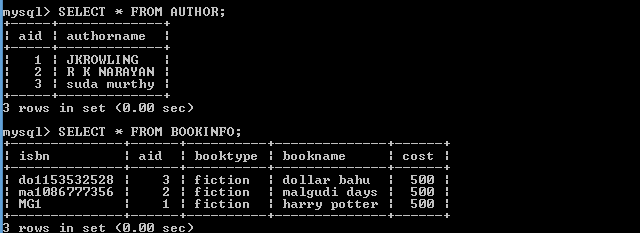 mysql> SELECT * FROM AUTHOR;
+-----+--------------+
| aid | authorname   |
+-----+--------------+
|   1 | JKROWLING    |
|   2 | R K NARAYAN  |
|   3 | suda murthy  |
+-----+--------------+
3 rows in set (0.00 sec)
mysql> SELECT * FROM BOOKINFO;
+--------------+------+----------+--------------+------+
| isbn         | aid  | booktype | bookname     | cost |
+--------------+------+----------+--------------+------+
| do1153532528 |    3 | fiction  | dollar bahu  |  500 |
| ma1086777356 |    2 | fiction  | malgudi days |  500 |
| MG1          |    1 | fiction  | harry potter |  500 |
+--------------+------+----------+--------------+------+
3 rows in set (0.00 sec)